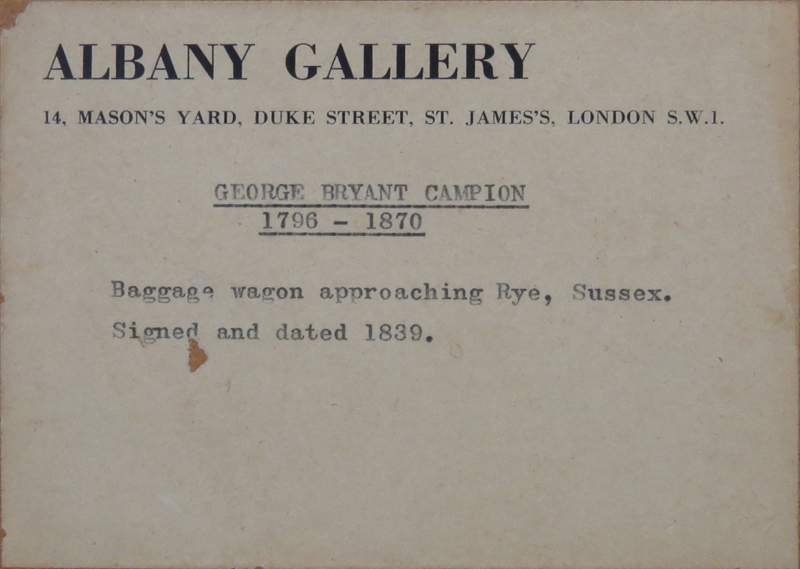 ALBANY GALLERY
14, MASON'S YARD, DUKE STREET, ST. JAMES'S, LONDON S.W.1.
GEORGE BRYANT CAMPION
1796 - 1870
Baggage wagon approaching Rye, Sussex.
Signed and dated 1839.